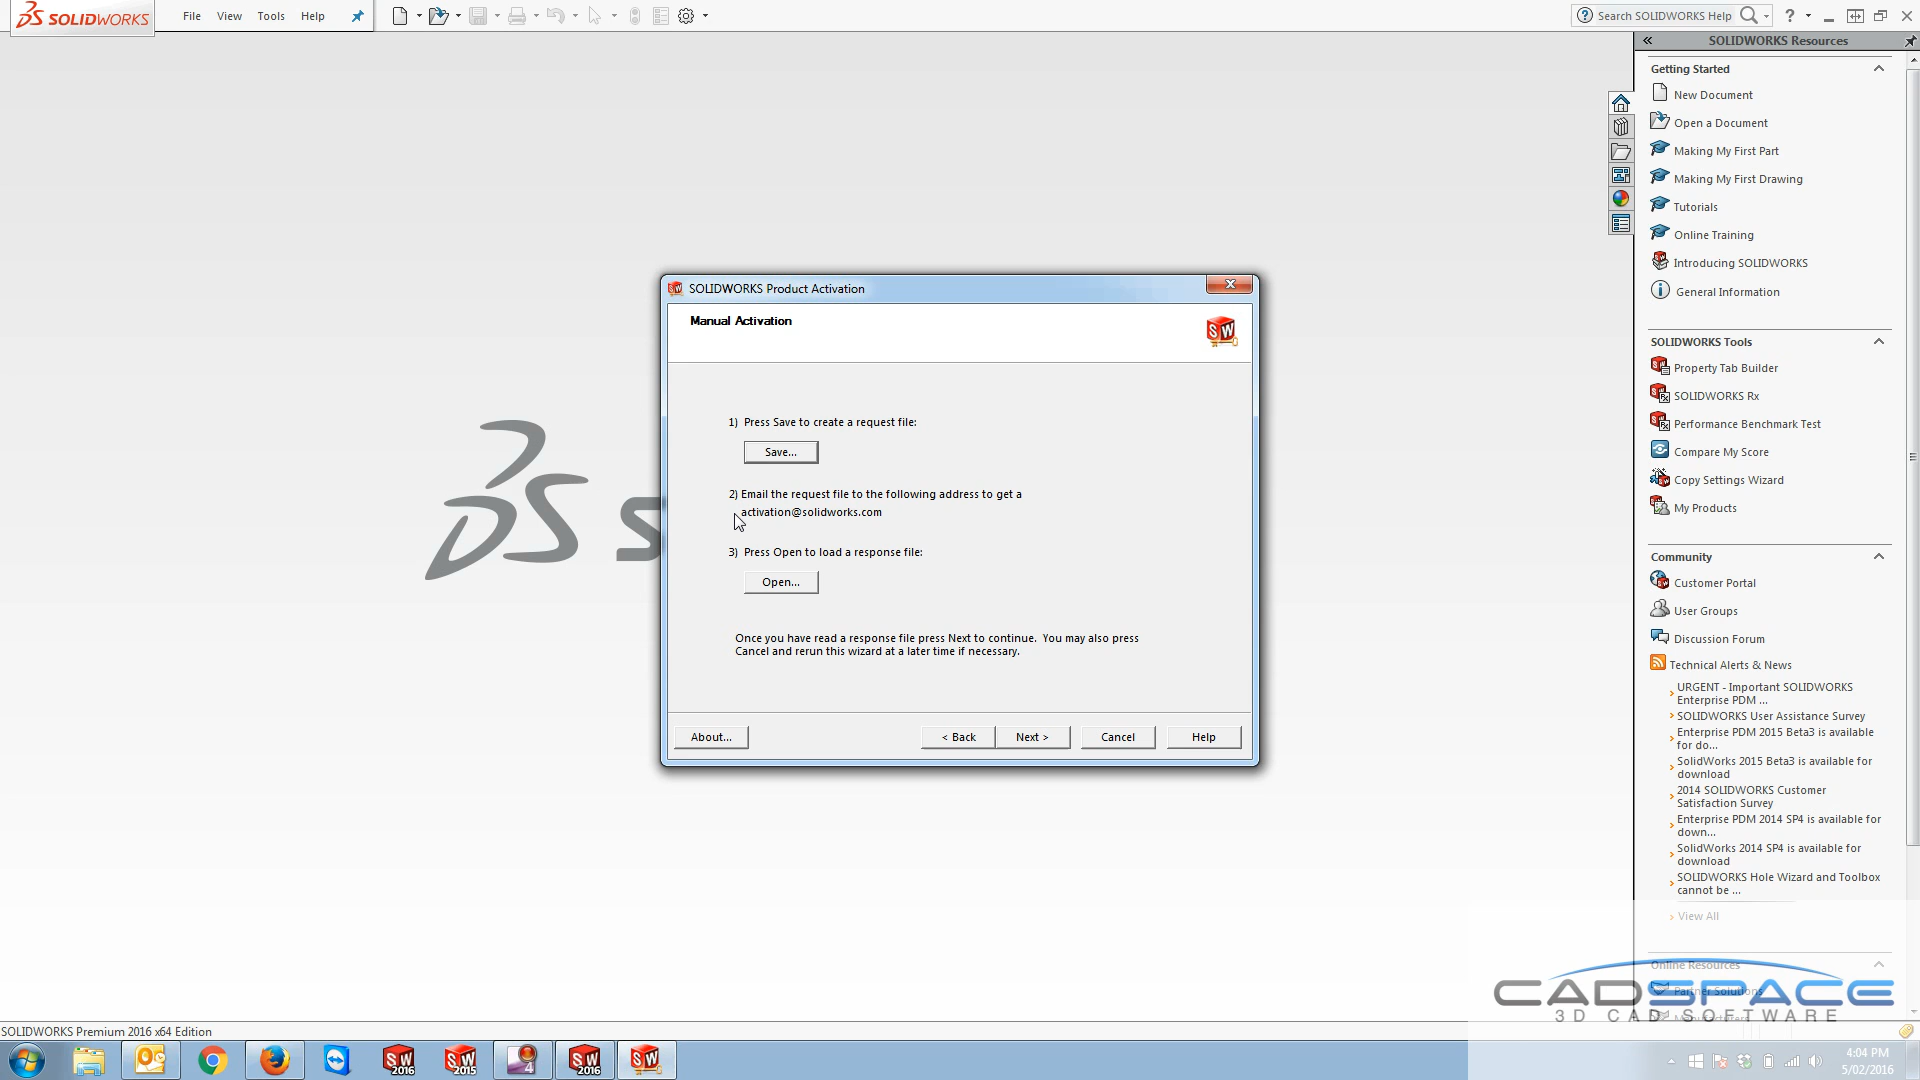 SOLIDWORKS
File View Tools Help
Search SOLIDWORKS Help
SOLIDWORKS Resources
Getting Started
New Document
Open a Document
Making My First Part
Making My First Drawing
Tutorials
Online Training
Introducing SOLIDWORKS
General Information
SOLIDWORKS Tools
Property Tab Builder
SOLIDWORKS Rx
Performance Benchmark Test
Compare My Score
Copy Settings Wizard
My Products
Community
Customer Portal
User Groups
Discussion Forum
Technical Alerts & News
URGENT - Important SOLIDWORKS
Enterprise PDM ...
SOLIDWORKS User Assistance Survey
Enterprise PDM 2015 Beta3 is available
for do...
SolidWorks 2015 Beta3 is available for
download
2014 SOLIDWORKS Customer
Satisfaction Survey
Enterprise PDM 2014 SP4 is available for
down...
SolidWorks 2014 SP4 is available for
download
SOLIDWORKS Hole Wizard and Toolbox
cannot be ...
View All
Online Resources
Partner Solutions
CADSPACE
3D CAD SOFTWARE
SOLIDWORKS Product Activation
Manual Activation
SW
1) Press Save to create a request file:
Save...
2) Email the request file to the following address to get a
activation@solidworks.com
3) Press Open to load a response file:
Open...
Once you have read a response file press Next to continue. You may also press
Cancel and rerun this wizard at a later time if necessary.
About...
< Back
Next >
Cancel
Help
DS S
SOLIDWORKS Premium 2016 x64 Edition
SW 2016
SW 2015
4
SW 2016
SW
4:04 PM
5/02/2016